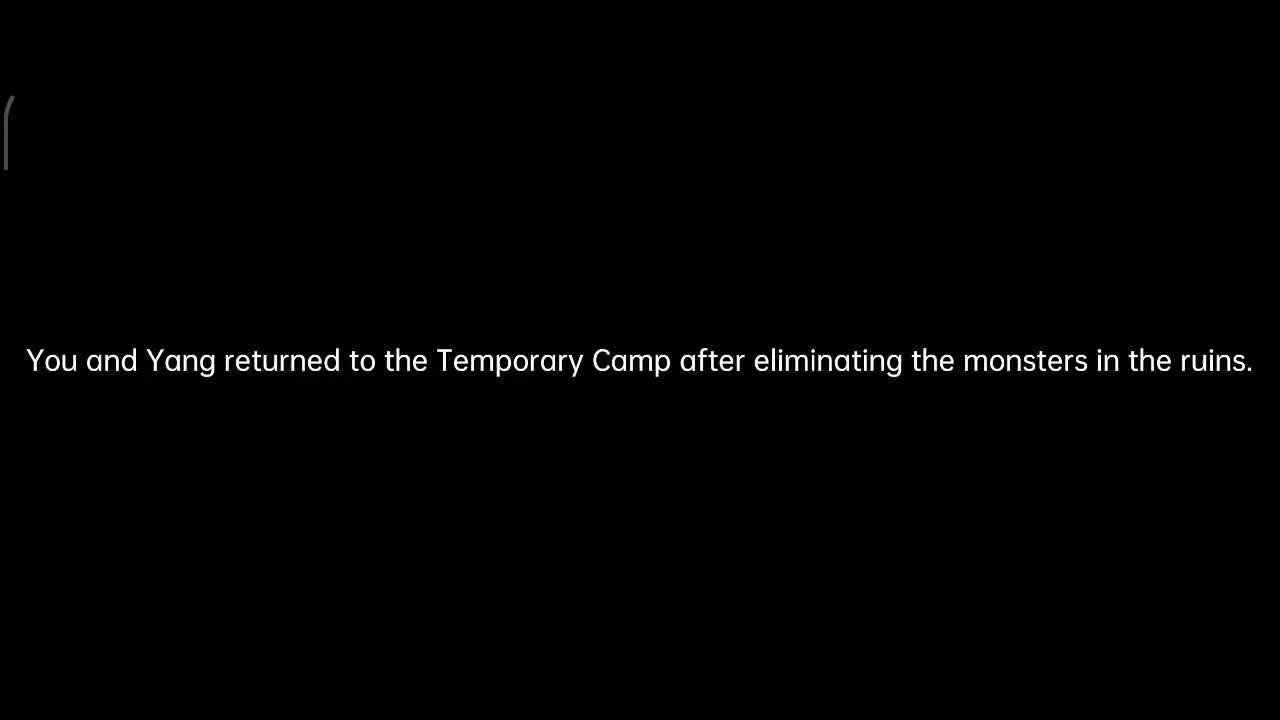 You and Yang returned to the Temporary Camp after eliminating the monsters in the ruins.